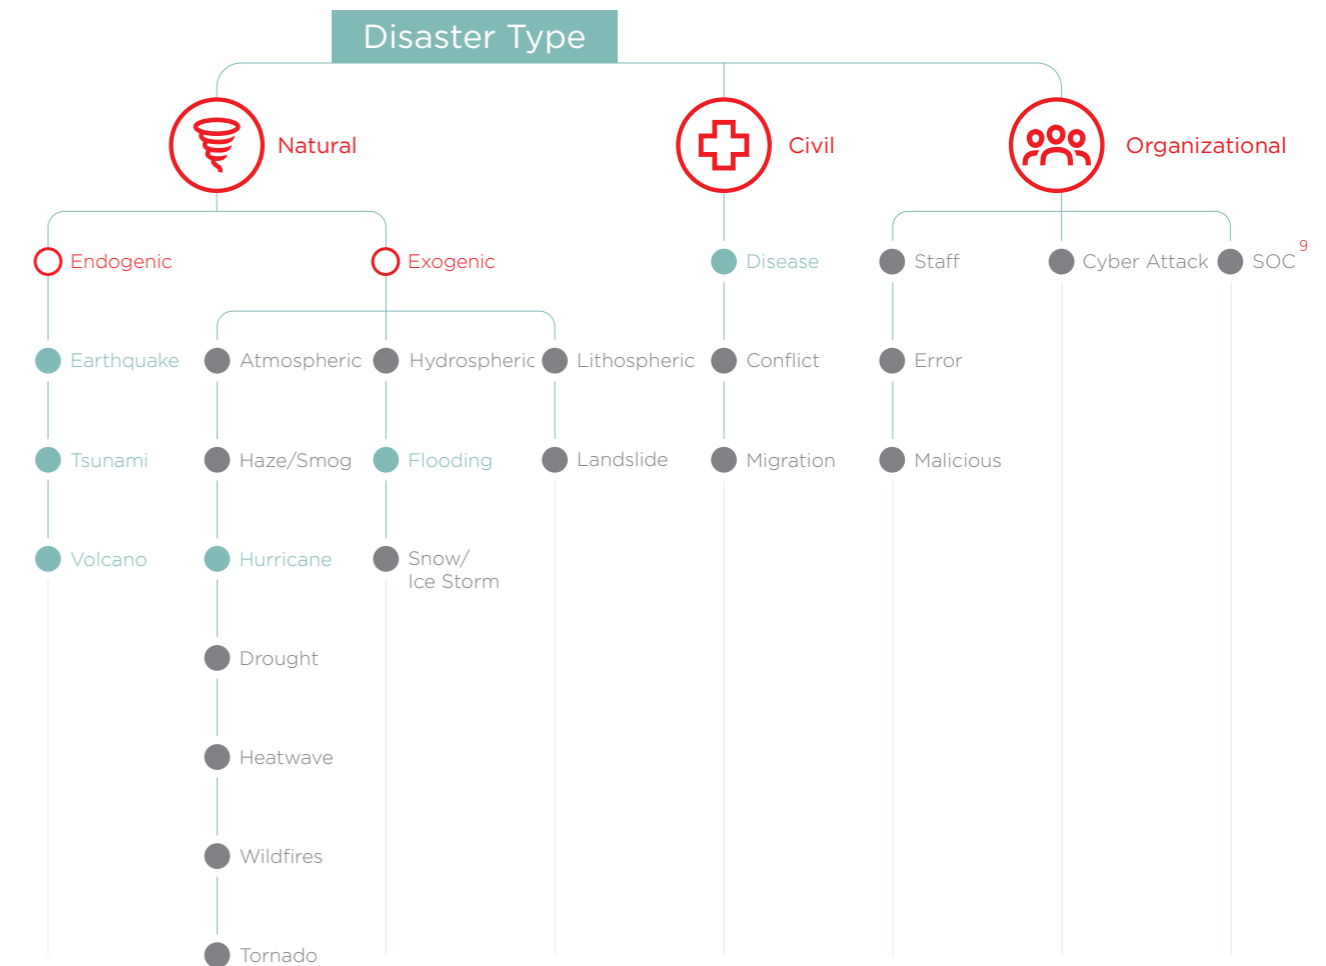 Disaster Type
Natural
Civil
Organizational
Endogenic
Exogenic
Disease
Staff
Cyber Attack
SOC 9
Earthquake
Atmospheric
Hydrospheric
Lithospheric
Conflict
Error
Tsunami
Haze/Smog
Flooding
Landslide
Migration
Malicious
Volcano
Hurricane
Snow/
Ice Storm
Drought
Heatwave
Wildfires
Tornado